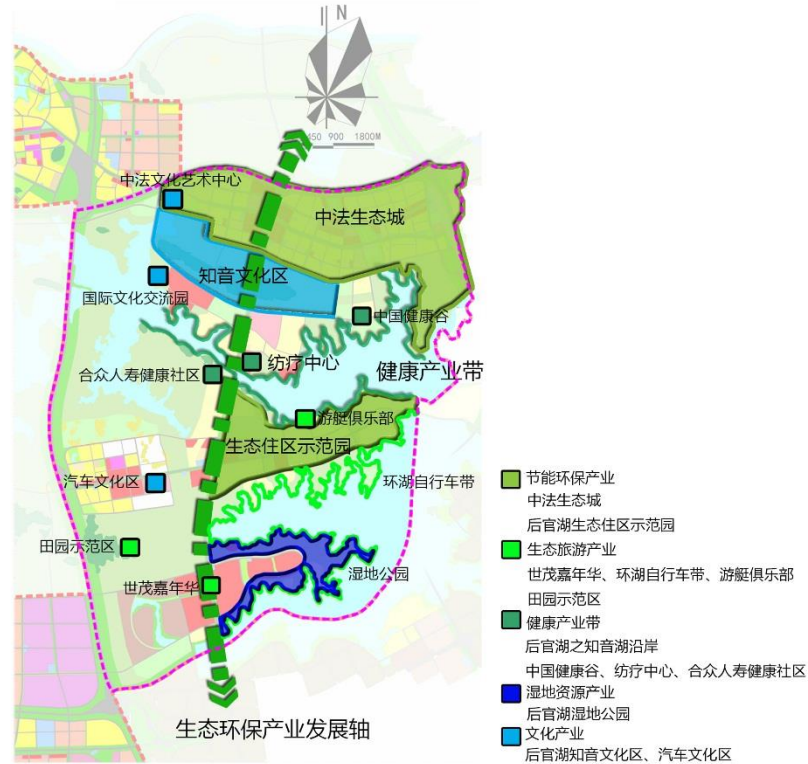 N
450 900 1800M
中法文化艺术中心
中法生态城
知音文化区
国际文化交流园
中国健康谷
纺疗中心
健康产业带
合众人寿健康社区
游艇俱乐部
生态住区示范园
汽车文化区
环湖自行车带
田园示范区
湿地公园
世茂嘉年华
生态环保产业发展轴
节能环保产业
中法生态城
后官湖生态住区示范园
生态旅游产业
世茂嘉年华、环湖自行车带、游艇俱乐部
田园示范区
健康产业带
后官湖之知音湖沿岸
中国健康谷、纺疗中心、合众人寿健康社区
湿地资源产业
后官湖湿地公园
文化产业
后官湖知音文化区、汽车文化区